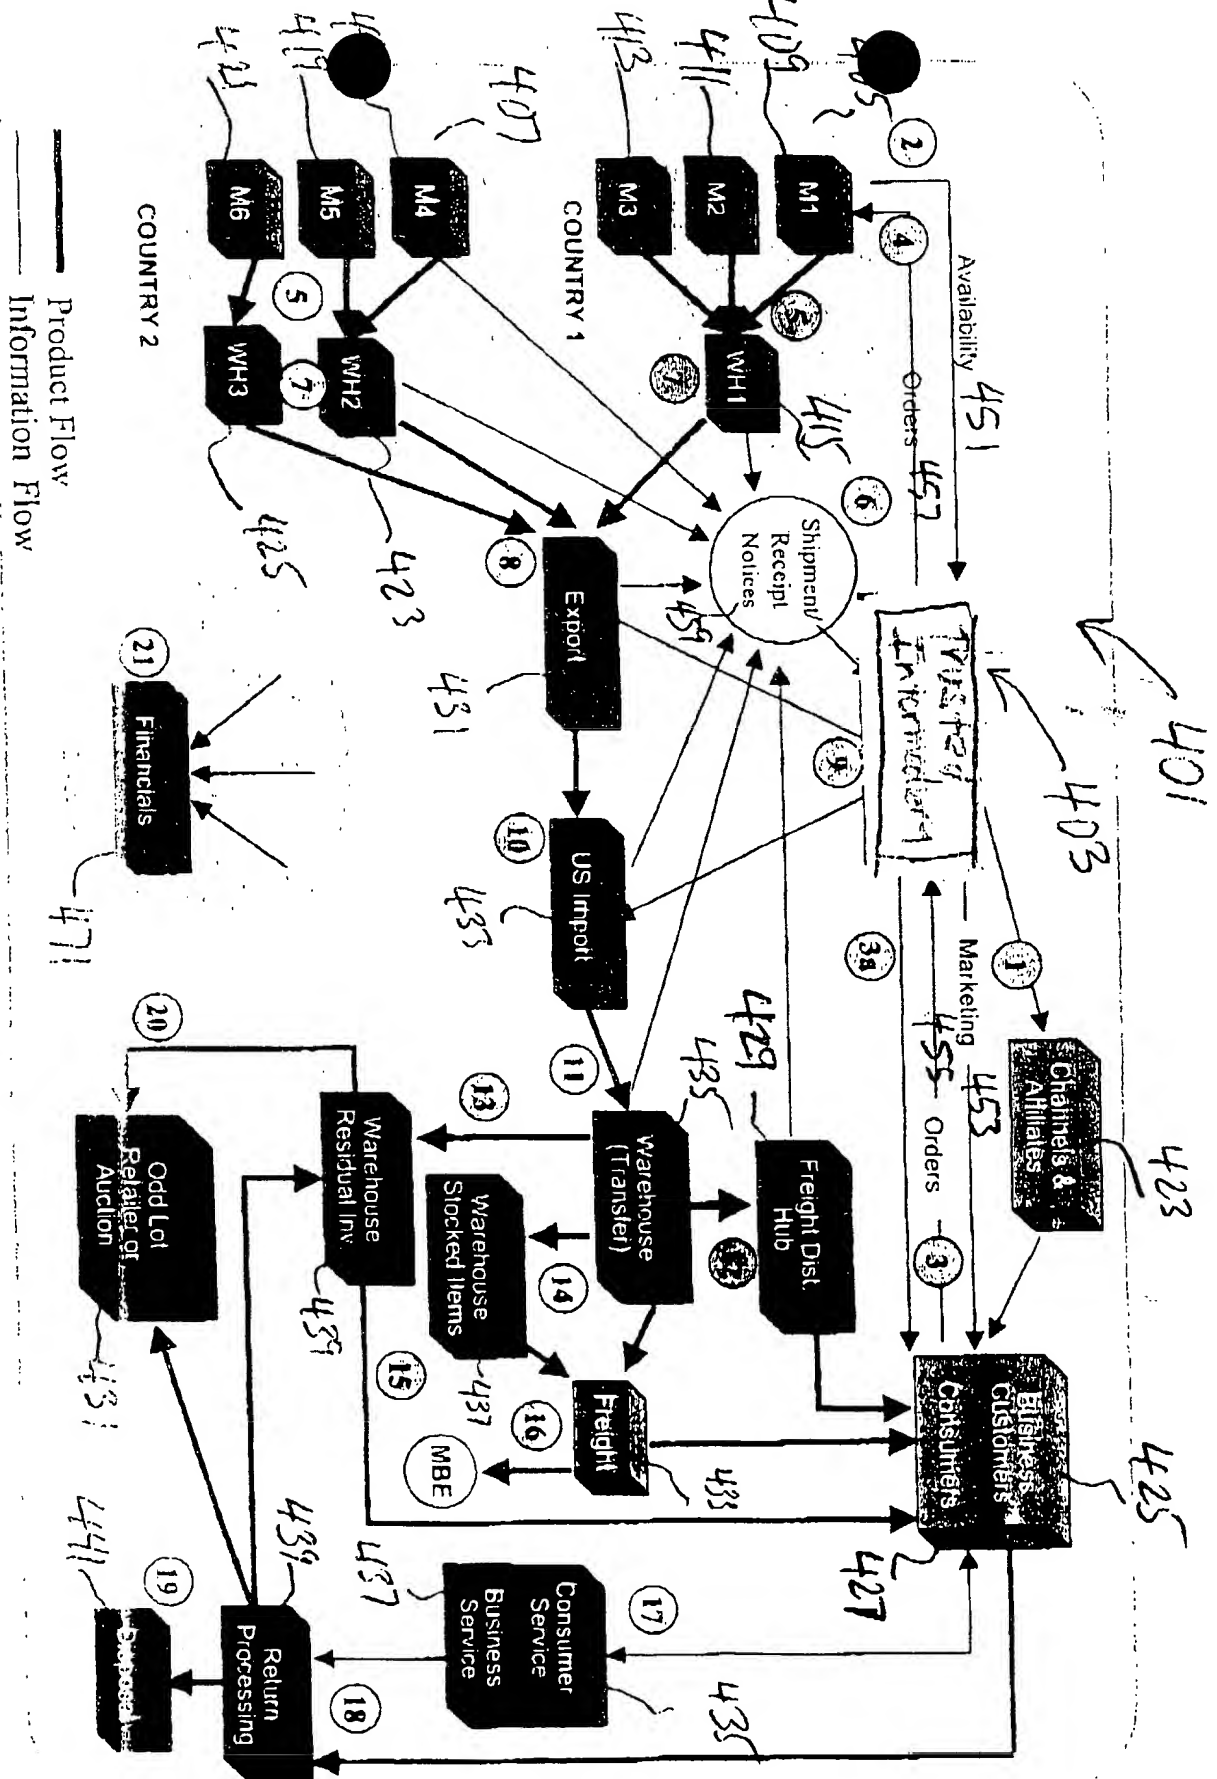 401
403
409
411
413
407
419
421
2
4
Availability 451
Orders 457
M1
M2
M3
COUNTRY 1
M4
M5
M6
COUNTRY 2
5
5
7
7
WH1
WH2
WH3
415
423
425
6
Shipment/
Receipt
Notices
459
Trusted
Intermediary
8
Export
431
9
10
US Import
433
1
Channels &
Affiliates
423
Marketing 453
455 Orders
3a
3
Business
Customers
Consumers
425
427
11
Warehouse
(Transfer)
435
Freight Dist.
Hub
429
13
14
Warehouse
Stocked Items
437
Warehouse
Residual Inv.
439
15
Freight
433
16
MBE
17
Consumer
Service
Business
Service
435
437
18
Return
Processing
439
19
441
20
Odd Lot
Retailer or
Auction
431
21
Financials
471
Product Flow
Information Flow